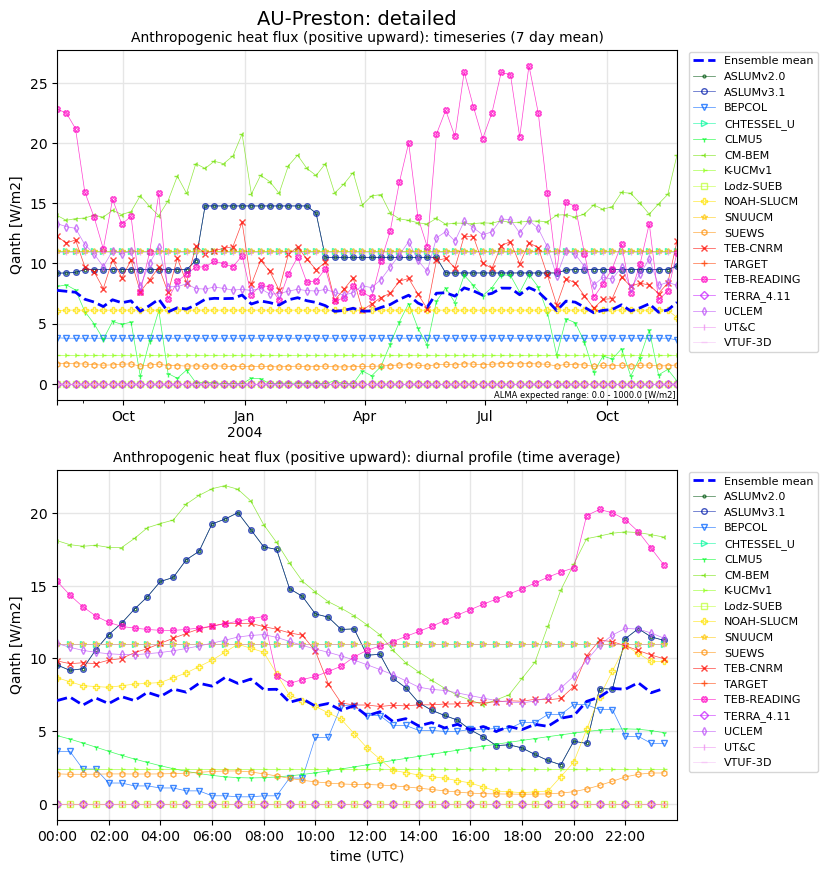 AU-Preston: detailed
Anthropogenic heat flux (positive upward): timeseries (7 day mean)
Qanth [W/m2]
25
20
15
10
5
0
Oct
Jan
2004
Apr
Jul
Oct
ALMA expected range: 0.0 - 1000.0 [W/m2]
Ensemble mean
ASLUMv2.0
ASLUMv3.1
BEPCOL
CHTESSEL_U
CLMU5
CM-BEM
K-UCMv1
Lodz-SUEB
NOAH-SLUCM
SNUUCM
SUEWS
TEB-CNRM
TARGET
TEB-READING
TERRA_4.11
UCLEM
UT&C
VTUF-3D
Anthropogenic heat flux (positive upward): diurnal profile (time average)
Qanth [W/m2]
20
15
10
5
0
00:00
02:00
04:00
06:00
08:00
10:00
12:00
14:00
16:00
18:00
20:00
22:00
time (UTC)
Ensemble mean
ASLUMv2.0
ASLUMv3.1
BEPCOL
CHTESSEL_U
CLMU5
CM-BEM
K-UCMv1
Lodz-SUEB
NOAH-SLUCM
SNUUCM
SUEWS
TEB-CNRM
TARGET
TEB-READING
TERRA_4.11
UCLEM
UT&C
VTUF-3D